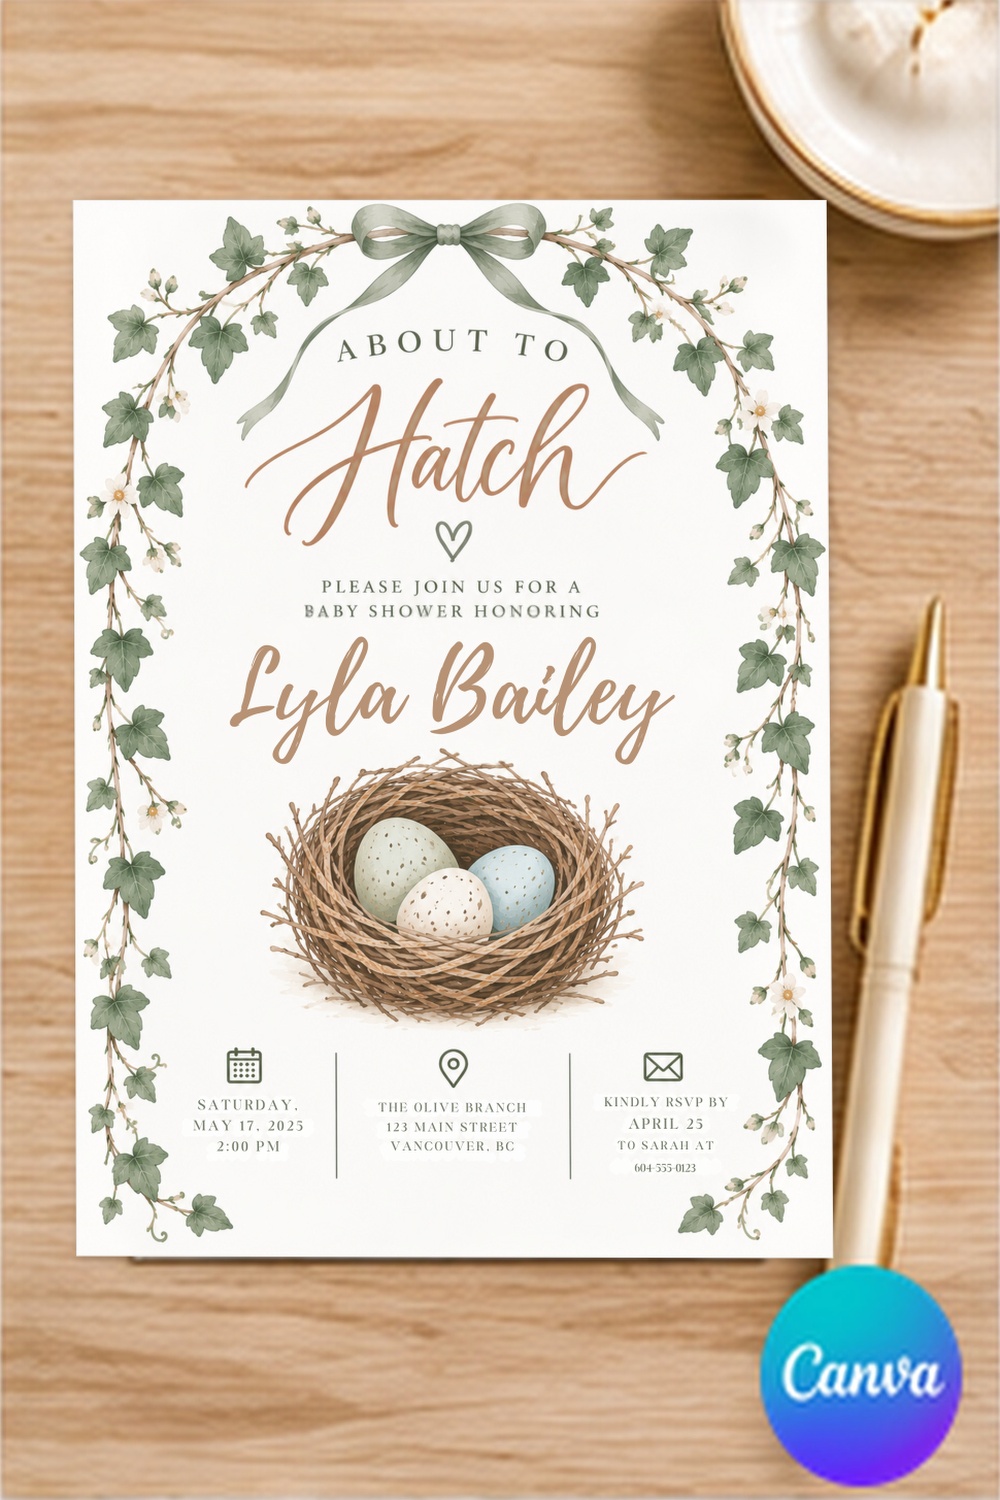 ABOUT TO
Hatch
PLEASE JOIN US FOR A
BABY SHOWER HONORING
Lyla Bailey
SATURDAY,
MAY 17, 2025
2:00 PM
THE OLIVE BRANCH
123 MAIN STREET
VANCOUVER, BC
KINDLY RSVP BY
APRIL 25
TO SARAH AT
604-555-0123
Canva